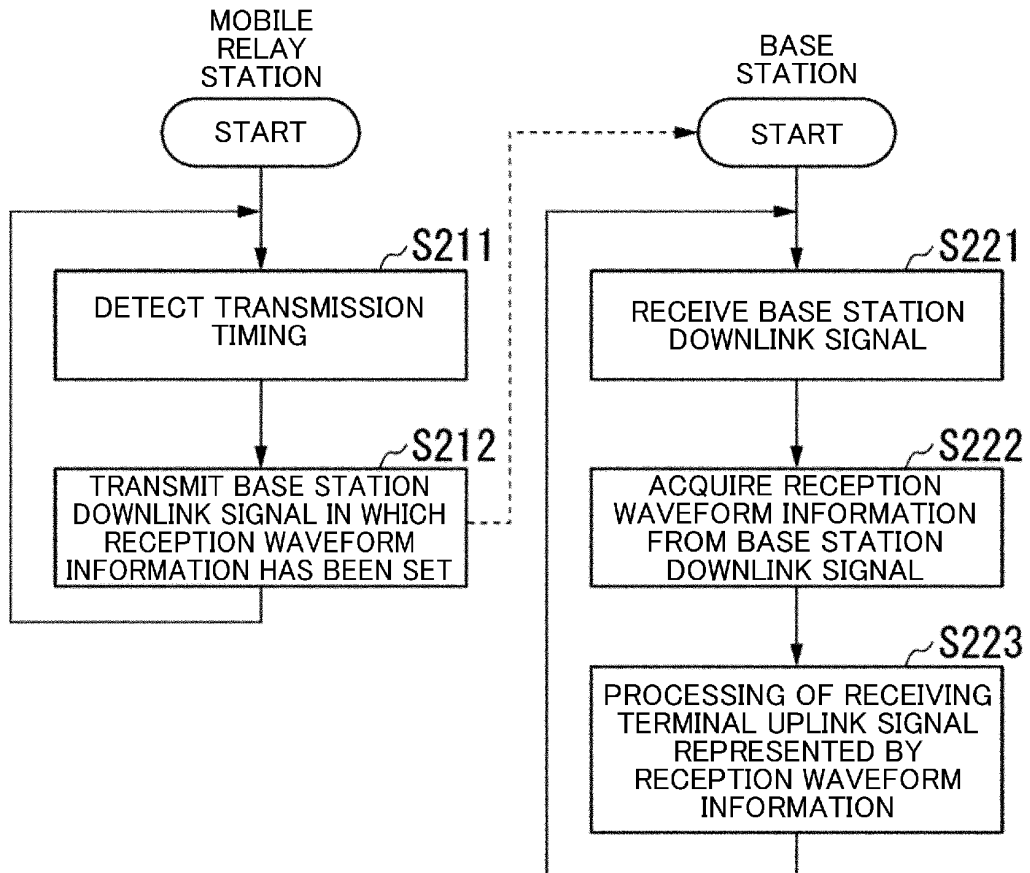 MOBILE
RELAY
STATION
START
S211
DETECT TRANSMISSION
TIMING
S212
TRANSMIT BASE STATION
DOWNLINK SIGNAL IN WHICH
RECEPTION WAVEFORM
INFORMATION HAS BEEN SET
BASE
STATION
START
S221
RECEIVE BASE STATION
DOWNLINK SIGNAL
S222
ACQUIRE RECEPTION
WAVEFORM INFORMATION
FROM BASE STATION
DOWNLINK SIGNAL
S223
PROCESSING OF RECEIVING
TERMINAL UPLINK SIGNAL
REPRESENTED BY
RECEPTION WAVEFORM
INFORMATION